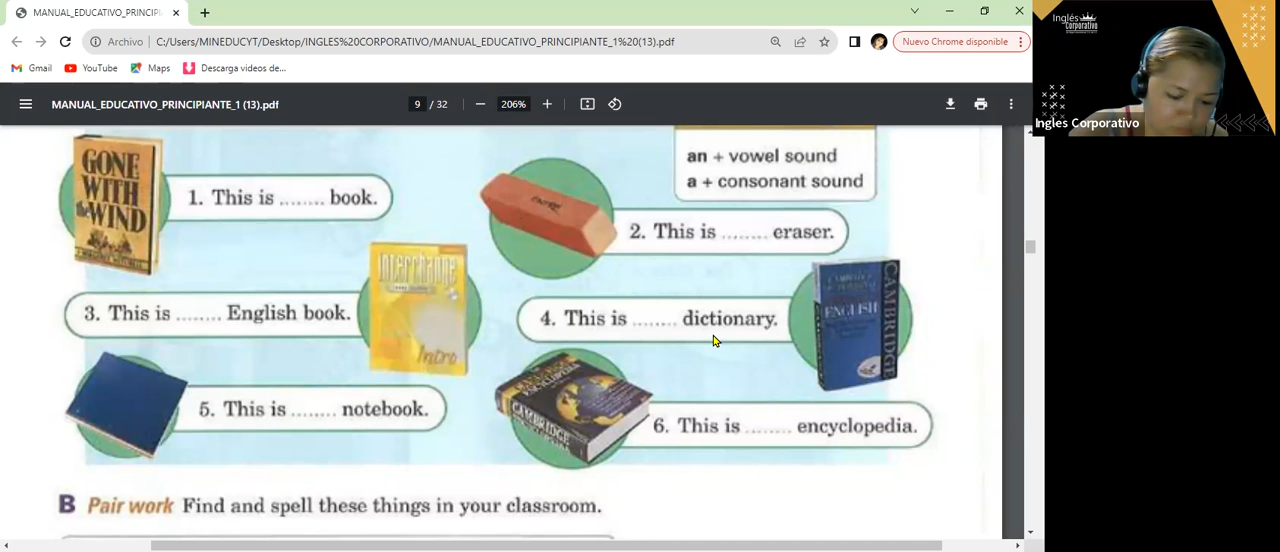 MANUAL_EDUCATIVO_PRINCIPI
Archivo
C:/Users/MINEDUCYT/Desktop/INGLES%20CORPORATIVO/MANUAL_EDUCATIVO_PRINCIPIANTE_1%20(13).pdf
Nuevo Chrome disponible
Gmail
YouTube
Maps
Descarga videos de...
MANUAL_EDUCATIVO_PRINCIPIANTE_1 (13).pdf
9 / 32
206%
Inglés
Corporativo
Ingles Corporativo
an + vowel sound
a + consonant sound
GONE
WITH
the WIND
1. This is ........ book.
EMPIRE
2. This is ........ eraser.
3. This is ........ English book.
interchange
Intro
4. This is ........ dictionary.
ENGLISH
CAMBRIDGE
5. This is ........ notebook.
CAMBRIDGE
ENCYCLOPEDIA
6. This is ........ encyclopedia.
B Pair work Find and spell these things in your classroom.